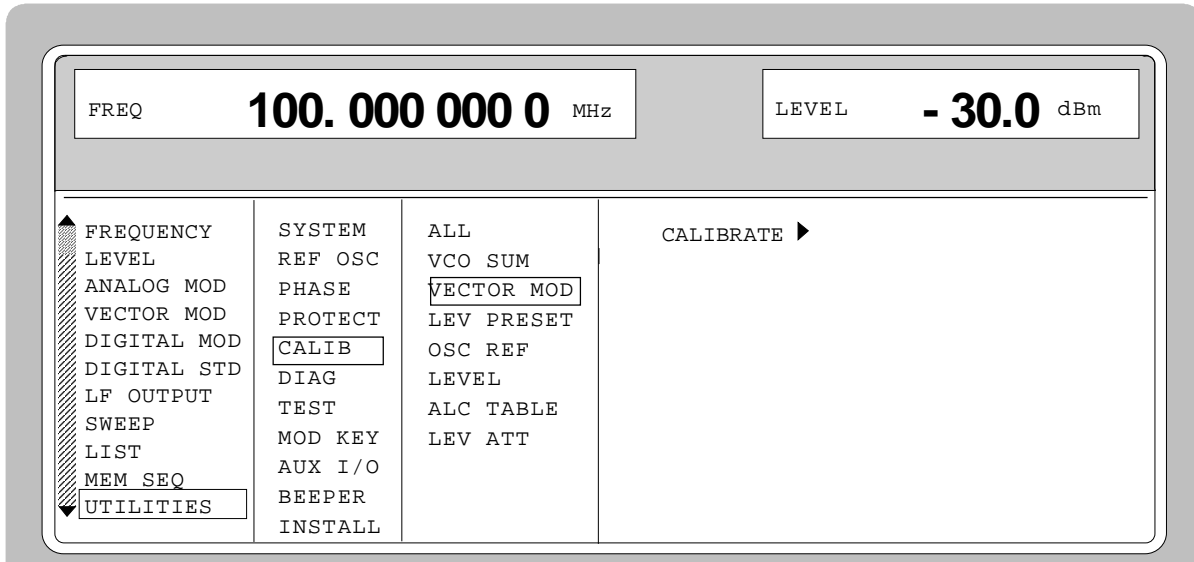 FREQ 100. 000 000 0 MHz
LEVEL - 30.0 dBm
FREQUENCY
LEVEL
ANALOG MOD
VECTOR MOD
DIGITAL MOD
DIGITAL STD
LF OUTPUT
SWEEP
LIST
MEM SEQ
UTILITIES
SYSTEM
REF OSC
PHASE
PROTECT
CALIB
DIAG
TEST
MOD KEY
AUX I/O
BEEPER
INSTALL
ALL
VCO SUM
VECTOR MOD
LEV PRESET
OSC REF
LEVEL
ALC TABLE
LEV ATT
CALIBRATE